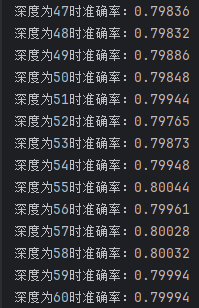 深度为47时准确率：0.79836
深度为48时准确率：0.79832
深度为49时准确率：0.79886
深度为50时准确率：0.79848
深度为51时准确率：0.79944
深度为52时准确率：0.79765
深度为53时准确率：0.79873
深度为54时准确率：0.79948
深度为55时准确率：0.80044
深度为56时准确率：0.79961
深度为57时准确率：0.80028
深度为58时准确率：0.80032
深度为59时准确率：0.79994
深度为60时准确率：0.79994